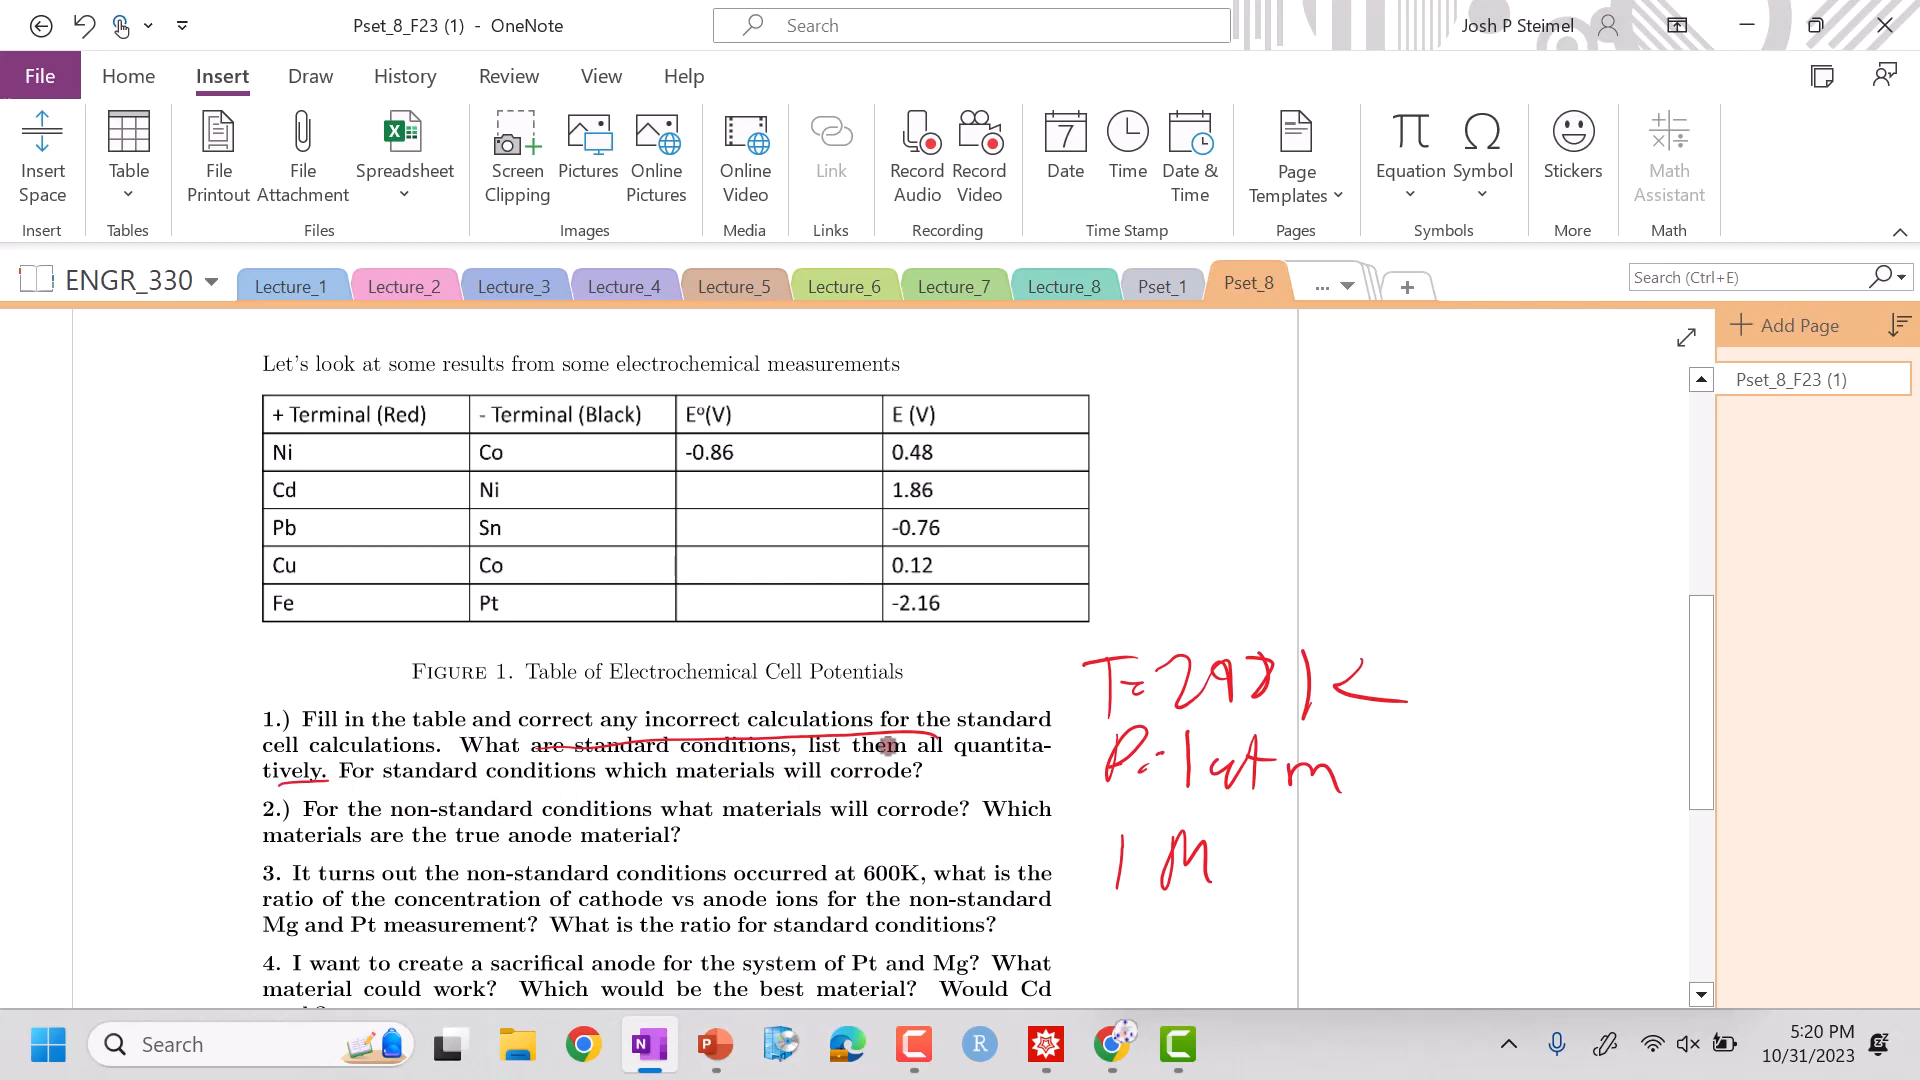 Pset_8_F23 (1) - OneNote
Search
Josh P Steimel
File Home Insert Draw History Review View Help
Insert Space
Table
File Printout
File Attachment
Spreadsheet
Screen Clipping
Pictures
Online Pictures
Online Video
Link
Record Audio
Record Video
Date
Time
Date & Time
Page Templates
Equation
Symbol
Stickers
Math Assistant
Insert Tables Files Images Media Links Recording Time Stamp Pages Symbols More Math
ENGR_330
Lecture_1 Lecture_2 Lecture_3 Lecture_4 Lecture_5 Lecture_6 Lecture_7 Lecture_8 Pset_1 Pset_8 ... +
Search (Ctrl+E)
Add Page
Pset_8_F23 (1)
Let's look at some results from some electrochemical measurements
+ Terminal (Red) - Terminal (Black) Eº(V) E (V)
Ni Co -0.86 0.48
Cd Ni 1.86
Pb Sn -0.76
Cu Co 0.12
Fe Pt -2.16
Figure 1. Table of Electrochemical Cell Potentials
T=298 K
P=1 atm
1 M
1.) Fill in the table and correct any incorrect calculations for the standard
cell calculations. What are standard conditions, list them all quantita-
tively. For standard conditions which materials will corrode?
2.) For the non-standard conditions what materials will corrode? Which
materials are the true anode material?
3. It turns out the non-standard conditions occurred at 600K, what is the
ratio of the concentration of cathode vs anode ions for the non-standard
Mg and Pt measurement? What is the ratio for standard conditions?
4. I want to create a sacrifical anode for the system of Pt and Mg? What
material could work? Which would be the best material? Would Cd
Search
5:20 PM
10/31/2023